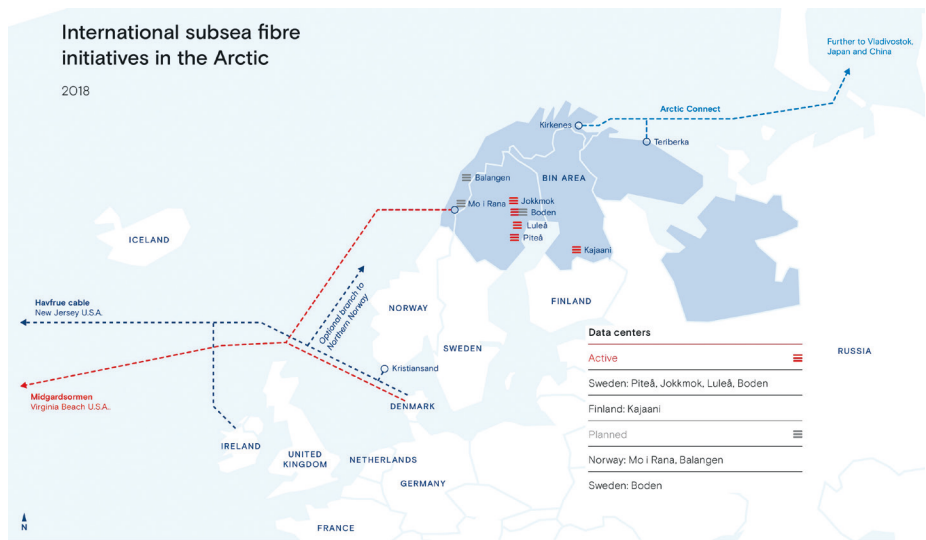 International subsea fibre
initiatives in the Arctic
2018
Further to Vladivostok,
Japan and China
Arctic Connect
Kirkenes
Teriberka
Balangen
BIN AREA
Mo i Rana
Jokkmok
Boden
Luleå
Piteå
Kajaani
ICELAND
Havfrue cable
New Jersey U.S.A.
Optional branch to
Northern Norway
NORWAY
FINLAND
SWEDEN
Kristiansand
DENMARK
Midgardsormen
Virginia Beach U.S.A.
IRELAND
UNITED
KINGDOM
NETHERLANDS
GERMANY
FRANCE
RUSSIA
Data centers
Active
Sweden: Piteå, Jokkmok, Luleå, Boden
Finland: Kajaani
Planned
Norway: Mo i Rana, Balangen
Sweden: Boden
N